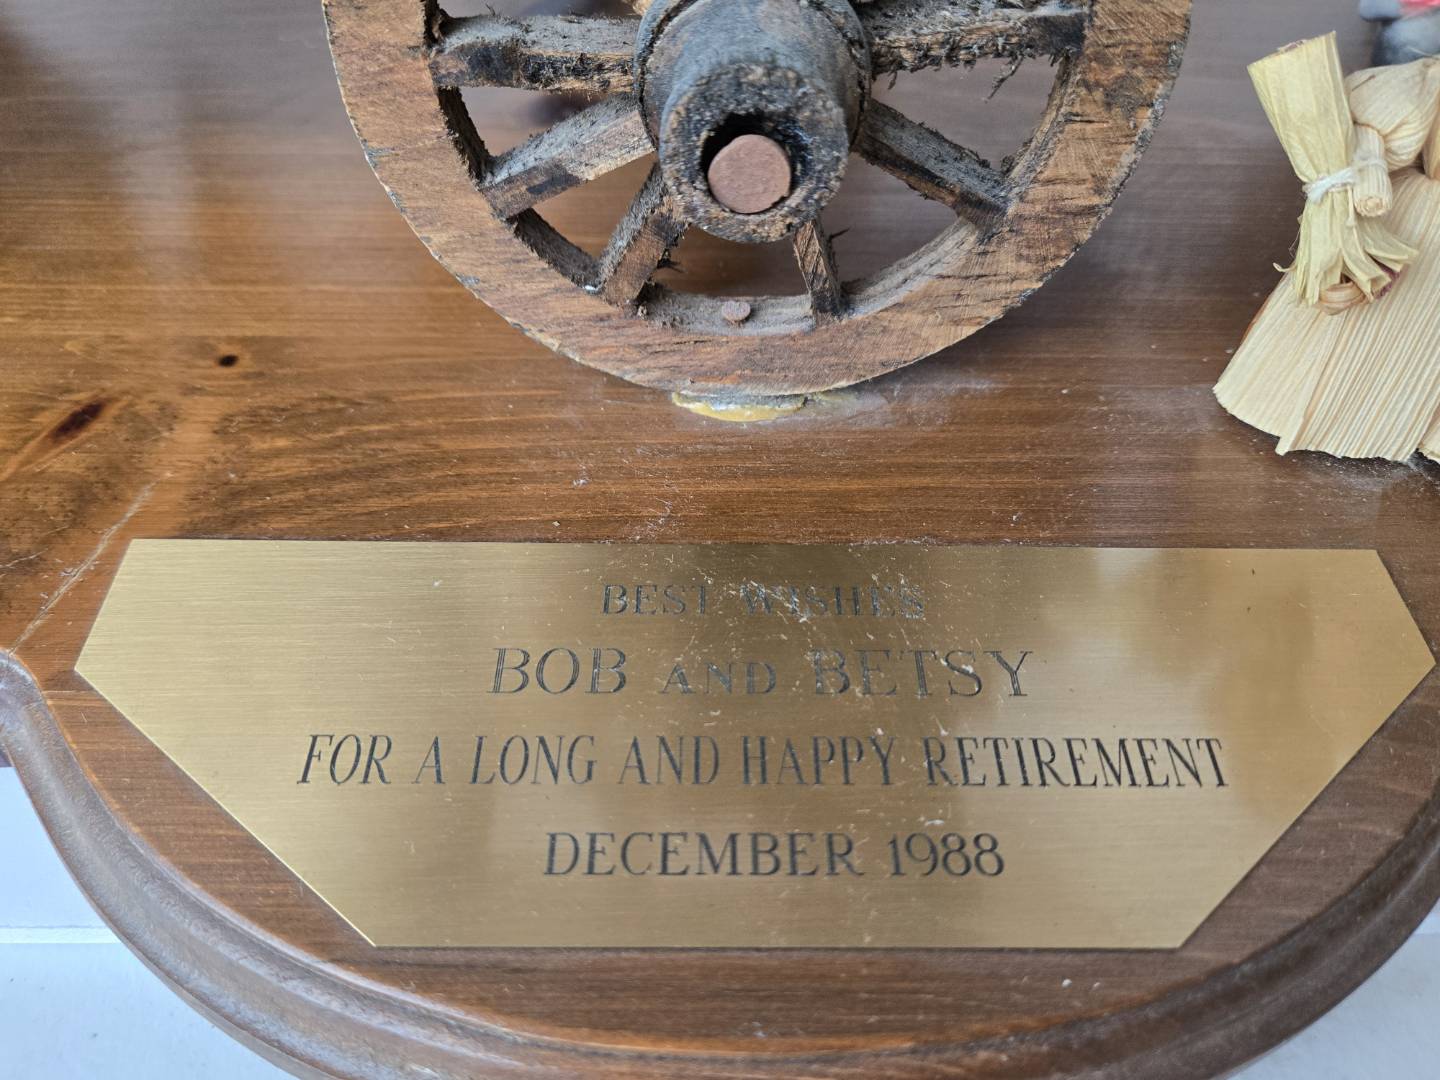 BEST WISHES
BOB AND BETSY
FOR A LONG AND HAPPY RETIREMENT
DECEMBER 1988